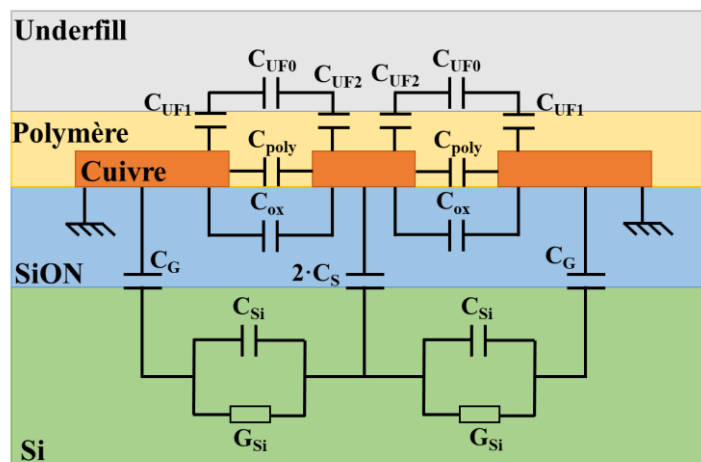 Underfill
C_UF0 C_UF0
C_UF1 C_UF2 C_UF2 C_UF1
Polymère
C_poly C_poly
Cuivre
C_ox C_ox
C_G 2·C_S C_G
SiON
C_Si C_Si
G_Si G_Si
Si